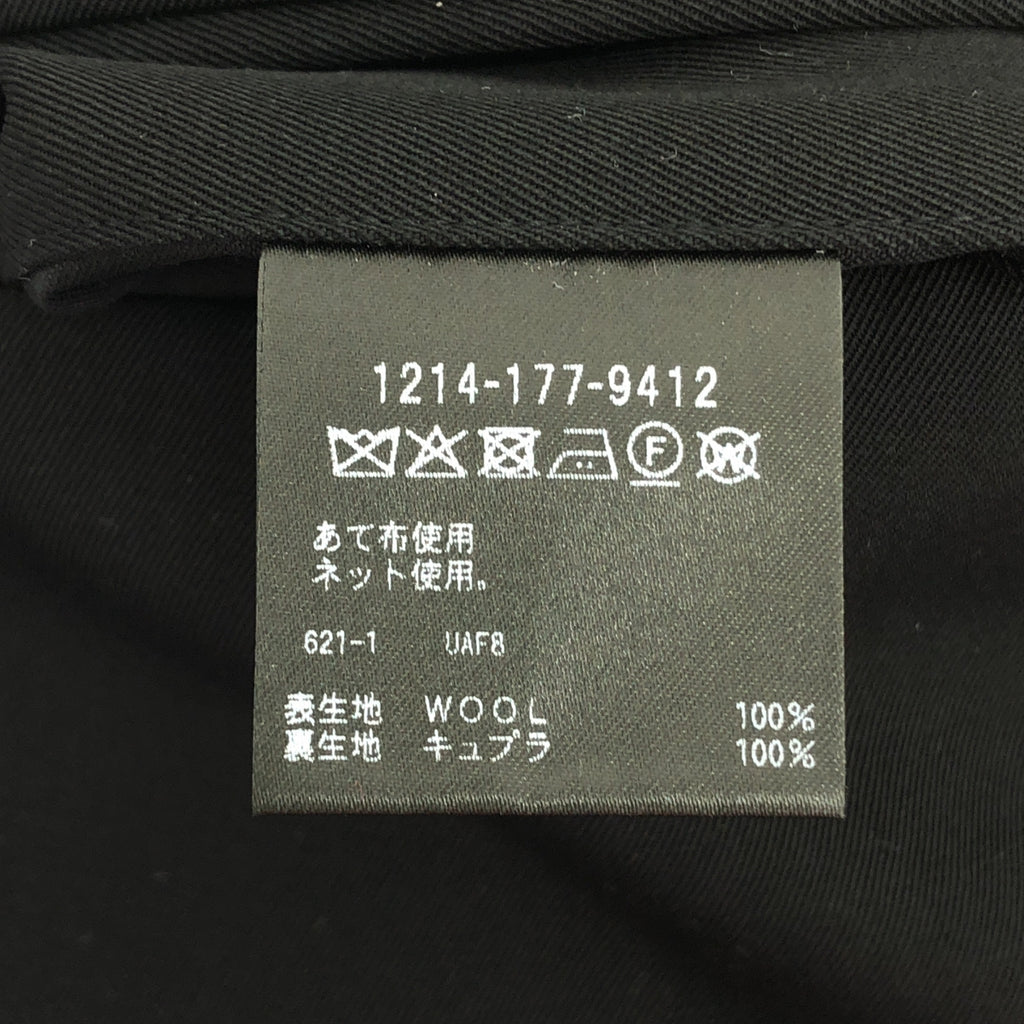 1214-177-9412
F W
あて布使用
ネット使用。
621-1 UAF8
表生地 WOOL 100%
裏生地 キュプラ 100%